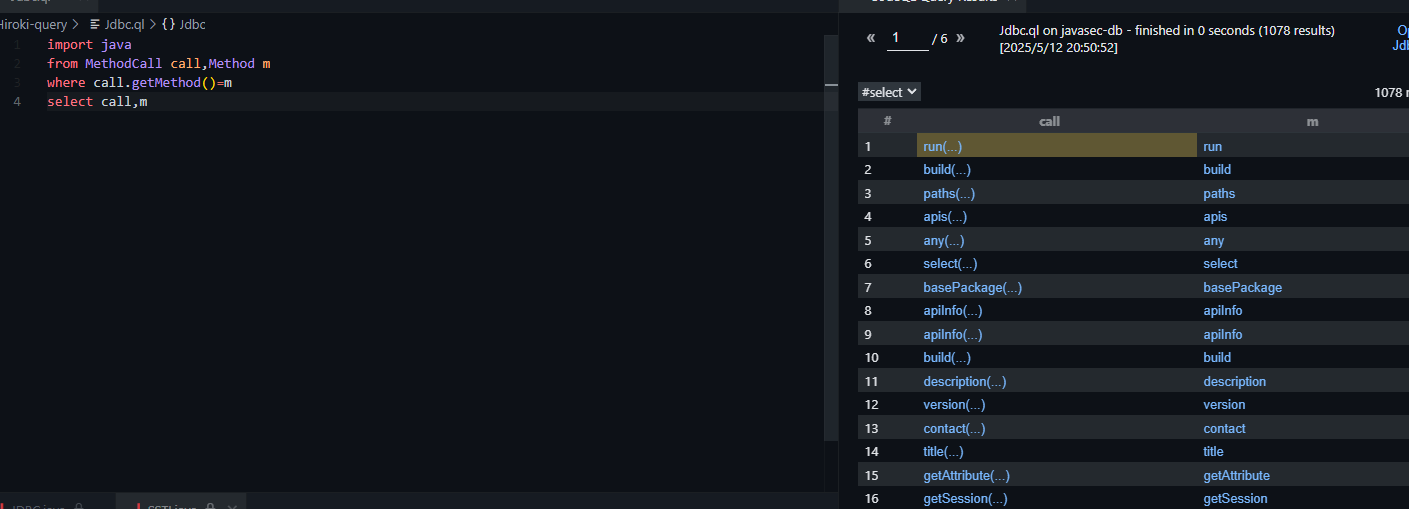 Hiroki-query > Jdbc.ql > {} Jdbc
1 import java
2 from MethodCall call,Method m
3 where call.getMethod()=m
4 select call,m
« 1 / 6 »
Jdbc.ql on javasec-db - finished in 0 seconds (1078 results)
[2025/5/12 20:50:52]
#select
# call m
1 run(...) run
2 build(...) build
3 paths(...) paths
4 apis(...) apis
5 any(...) any
6 select(...) select
7 basePackage(...) basePackage
8 apiInfo(...) apiInfo
9 apiInfo(...) apiInfo
10 build(...) build
11 description(...) description
12 version(...) version
13 contact(...) contact
14 title(...) title
15 getAttribute(...) getAttribute
16 getSession(...) getSession